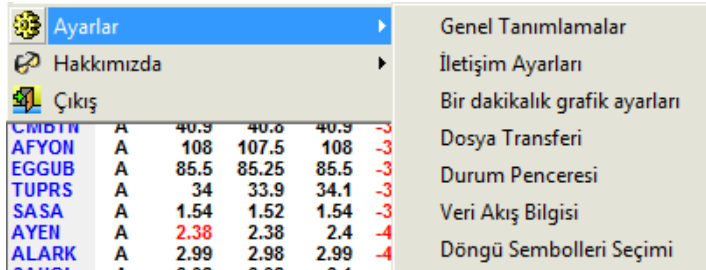 Ayarlar
Hakkımızda
Çıkış
Genel Tanımlamalar
İletişim Ayarları
Bir dakikalık grafik ayarları
Dosya Transferi
Durum Penceresi
Veri Akış Bilgisi
Döngü Sembolleri Seçimi
CMBTN A 40.9 40.8 40.9 -3
AFYON A 108 107.5 108 -3
EGGUB A 85.5 85.25 85.5 -3
TUPRS A 34 33.9 34.1 -3
SASA A 1.54 1.52 1.54 -3
AYEN A 2.38 2.38 2.4 -4
ALARK A 2.99 2.98 2.99 -4